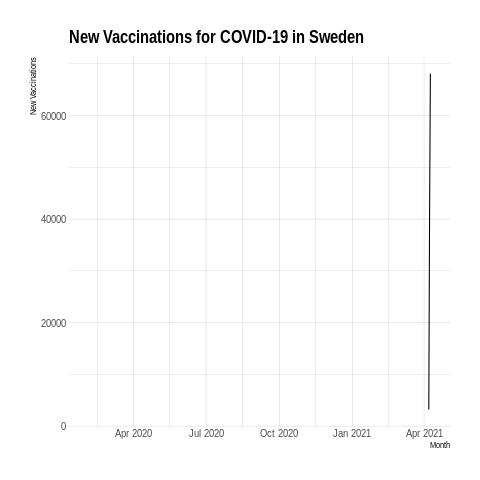 New Vaccinations for COVID-19 in Sweden
New Vaccinations
60000
40000
20000
0
Apr 2020 Jul 2020 Oct 2020 Jan 2021 Apr 2021
Month